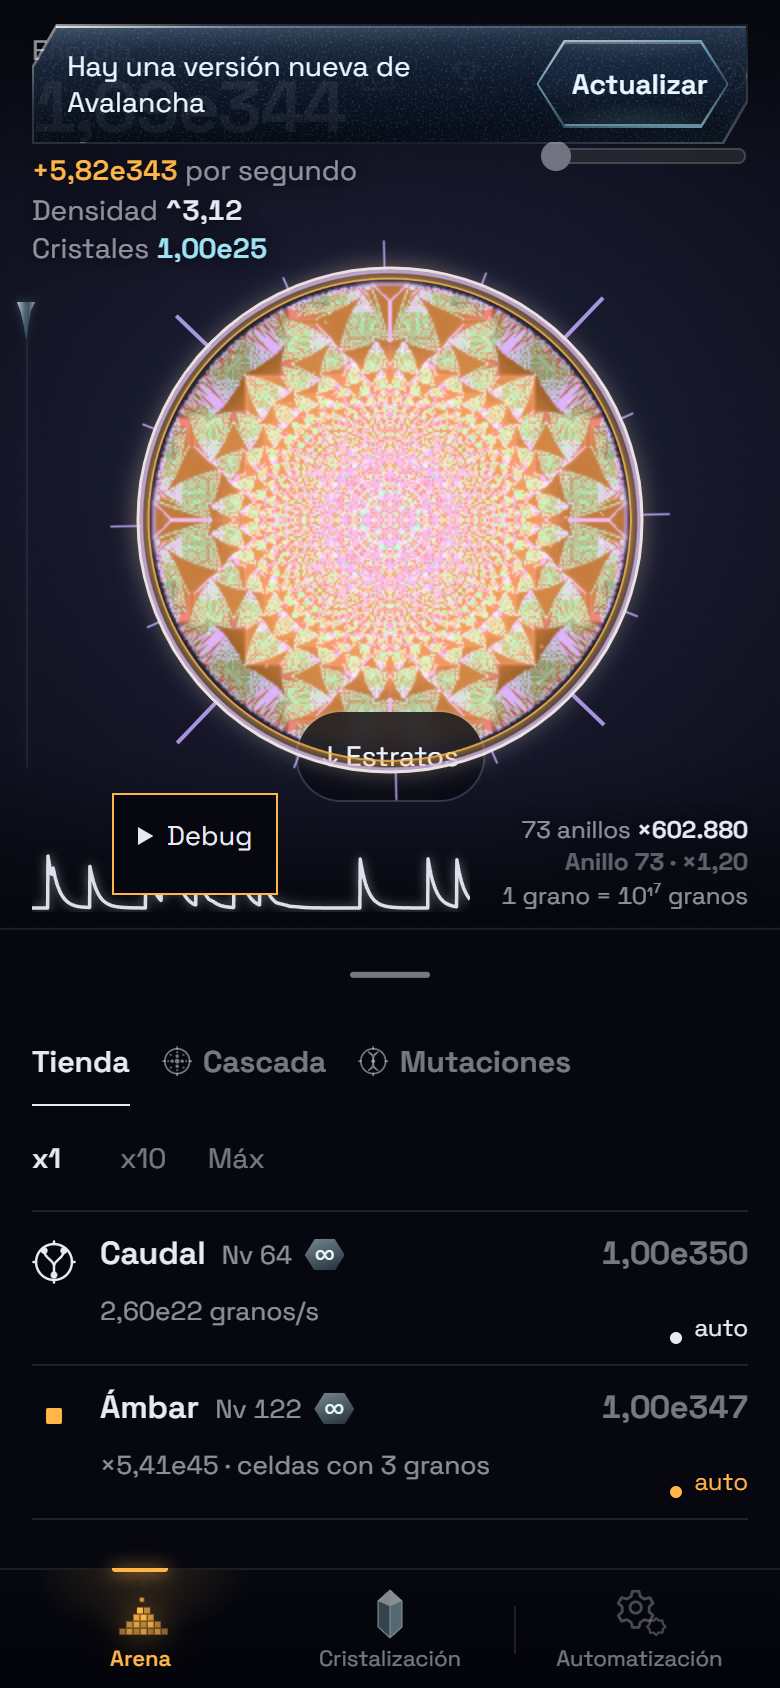 Hay una versión nueva de
Avalancha
Actualizar
+5,82e343 por segundo
Densidad ^3,12
Cristales 1,00e25
↓ Estratos
▶ Debug
73 anillos ×602.880
Anillo 73 · ×1,20
1 grano = 10¹⁷ granos
Tienda
Cascada
Mutaciones
x1
x10
Máx
Caudal Nv 64 ∞
1,00e350
2,60e22 granos/s
auto
Ámbar Nv 122 ∞
1,00e347
×5,41e45 · celdas con 3 granos
auto
Arena
Cristalización
Automatización